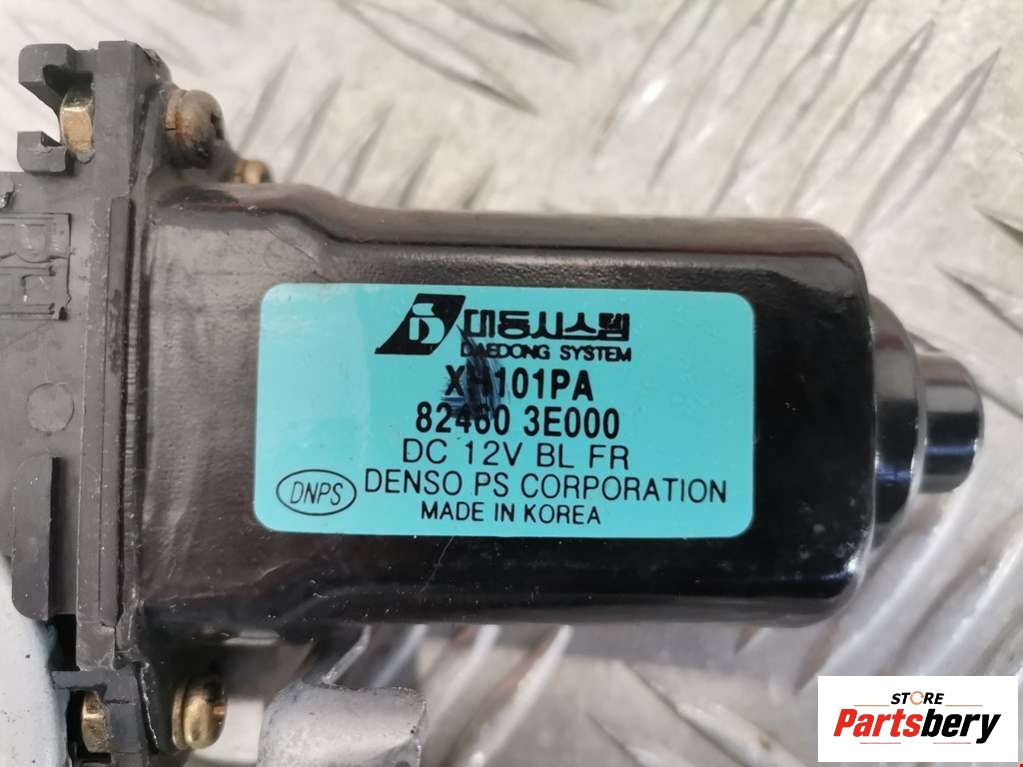 대동시스템
DAEDONG SYSTEM
XH101PA
82460 3E000
DC 12V BL FR
DNPS
DENSO PS CORPORATION
MADE IN KOREA
STORE
Partsbery